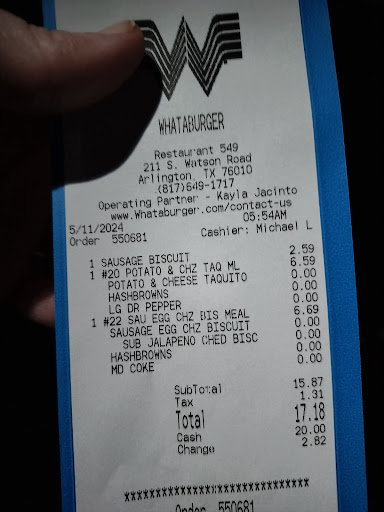 WHATABURGER
Restaurant 549
211 S. Watson Road
Arlington, TX 76010
(817)649-1717
Operating Partner - Kayla Jacinto
www.Whataburger.com/contact-us
5/11/2024 05:54AM
Order 550681 Cashier: Michael L
1 SAUSAGE BISCUIT 2.59
1 #20 POTATO & CHZ TAQ ML 6.59
POTATO & CHEESE TAQUITO 0.00
HASHBROWNS 0.00
LG DR PEPPER 0.00
1 #22 SAU EGG CHZ BIS MEAL 6.69
SAUSAGE EGG CHZ BISCUIT 0.00
SUB JALAPENO CHED BISC 0.00
HASHBROWNS 0.00
MD COKE 0.00
SubTotal 15.87
Tax 1.31
Total 17.18
Cash 20.00
Change 2.82
*******************************
Order 550681